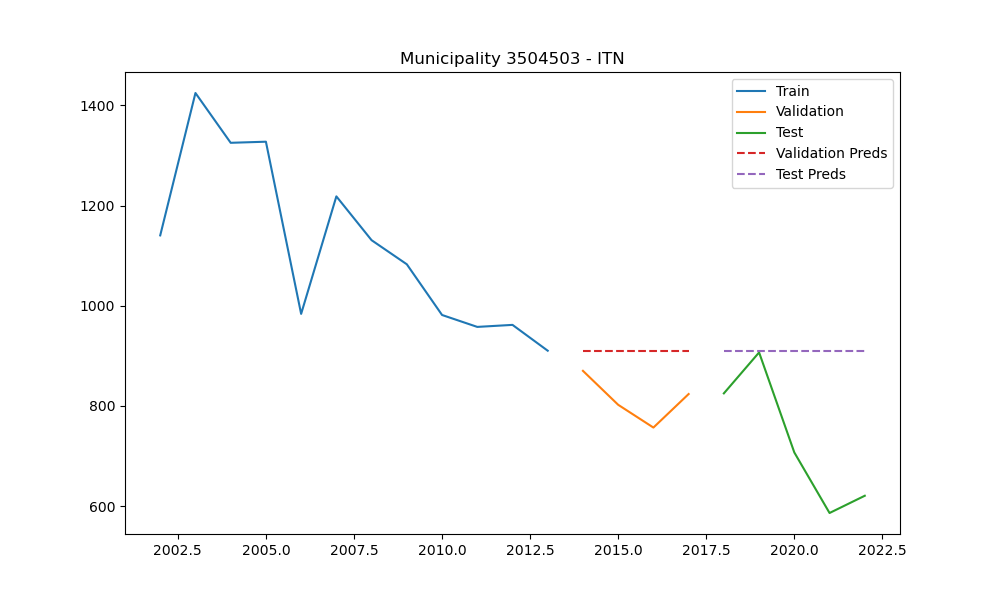 Municipality 3504503 - ITN
1400
1200
1000
800
600
Train
Validation
Test
Validation Preds
Test Preds
2002.5 2005.0 2007.5 2010.0 2012.5 2015.0 2017.5 2020.0 2022.5